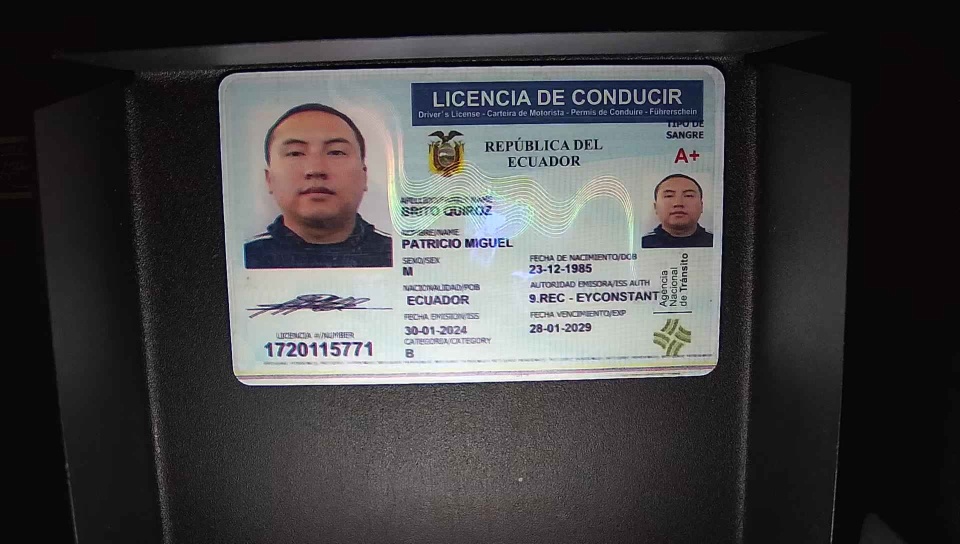 LICENCIA DE CONDUCIR
Driver's License - Carteira de Motorista - Permis de Conduire - Führerschein
TIPO DE
SANGRE
A+
REPÚBLICA DEL
ECUADOR
BRITO QUIROZ
NOMBRE/NAME
PATRICIO MIGUEL
SEXO/SEX
M
FECHA DE NACIMIENTO/DOB
23-12-1985
NACIONALIDAD/POB
ECUADOR
AUTORIDAD EMISORA/ISS AUTH
9.REC - EYCONSTANT
FECHA EMISION/ISS
30-01-2024
FECHA VENCIMIENTO/EXP
28-01-2029
CATEGORIA/CATEGORY
B
LICENCIA #/NUMBER
1720115771
Agencia
Nacional
de Tránsito